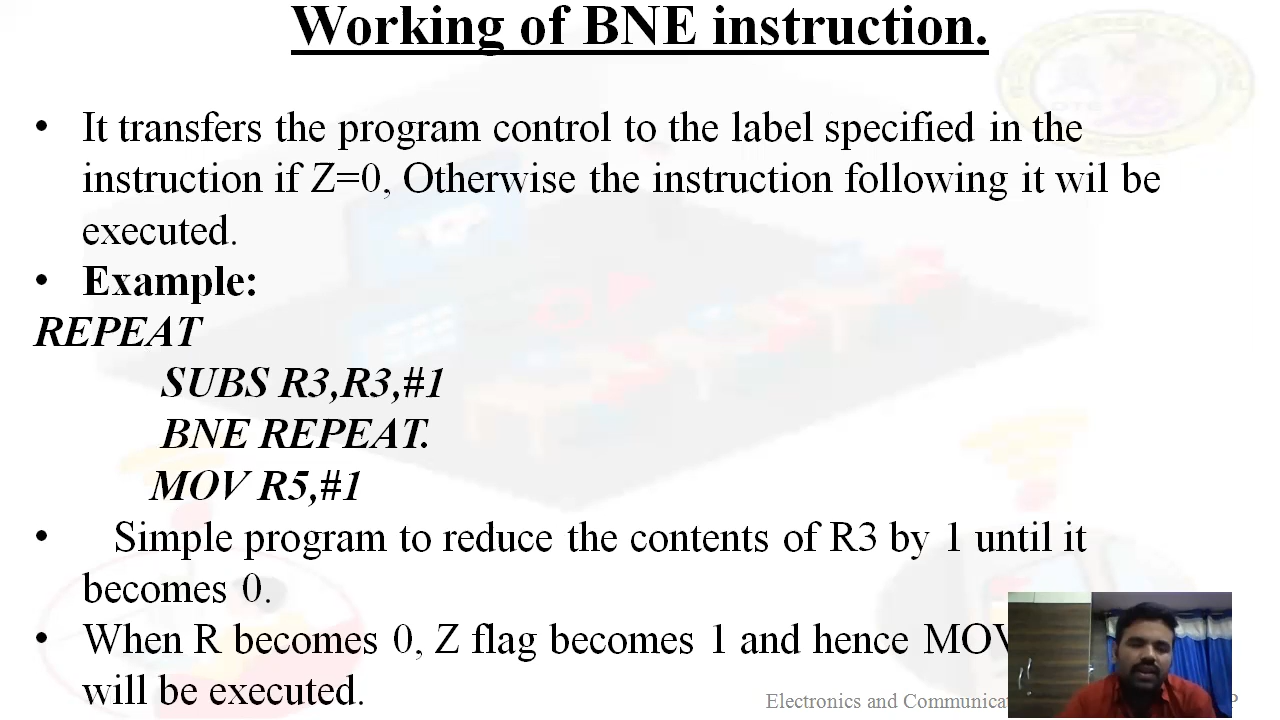 Working of BNE instruction.
• It transfers the program control to the label specified in the
instruction if Z=0, Otherwise the instruction following it wil be
executed.
• Example:
REPEAT
SUBS R3,R3,#1
BNE REPEAT.
MOV R5,#1
• Simple program to reduce the contents of R3 by 1 until it
becomes 0.
• When R becomes 0, Z flag becomes 1 and hence MOV
will be executed.
Electronics and P